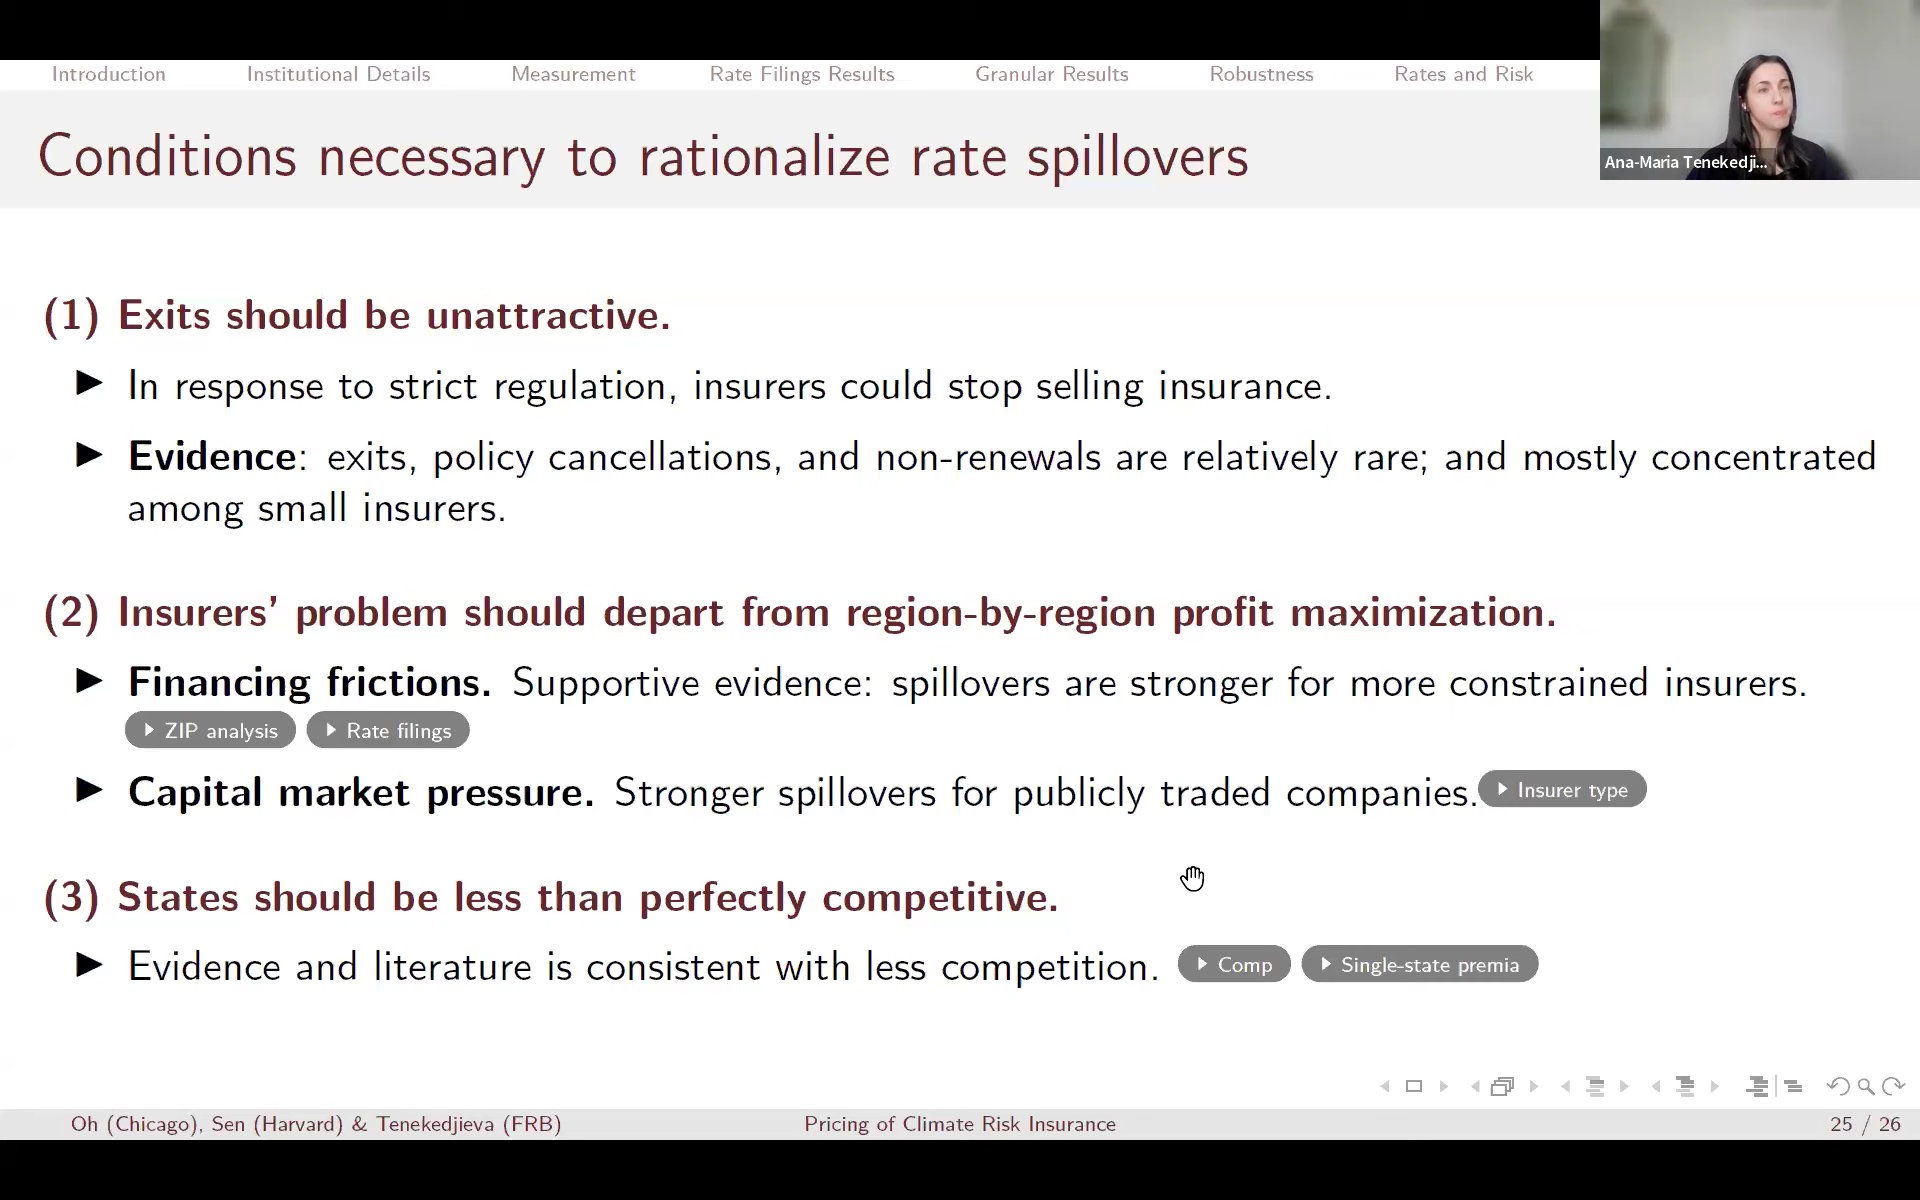 Introduction Institutional Details Measurement Rate Filings Results Granular Results Robustness Rates and Risk
Conditions necessary to rationalize rate spillovers
Ana-Maria Tenekedji...
(1) Exits should be unattractive.
In response to strict regulation, insurers could stop selling insurance.
Evidence: exits, policy cancellations, and non-renewals are relatively rare; and mostly concentrated
among small insurers.
(2) Insurers' problem should depart from region-by-region profit maximization.
Financing frictions. Supportive evidence: spillovers are stronger for more constrained insurers.
ZIP analysis Rate filings
Capital market pressure. Stronger spillovers for publicly traded companies. Insurer type
(3) States should be less than perfectly competitive.
Evidence and literature is consistent with less competition. Comp Single-state premia
Oh (Chicago), Sen (Harvard) & Tenekedjieva (FRB) Pricing of Climate Risk Insurance 25 / 26